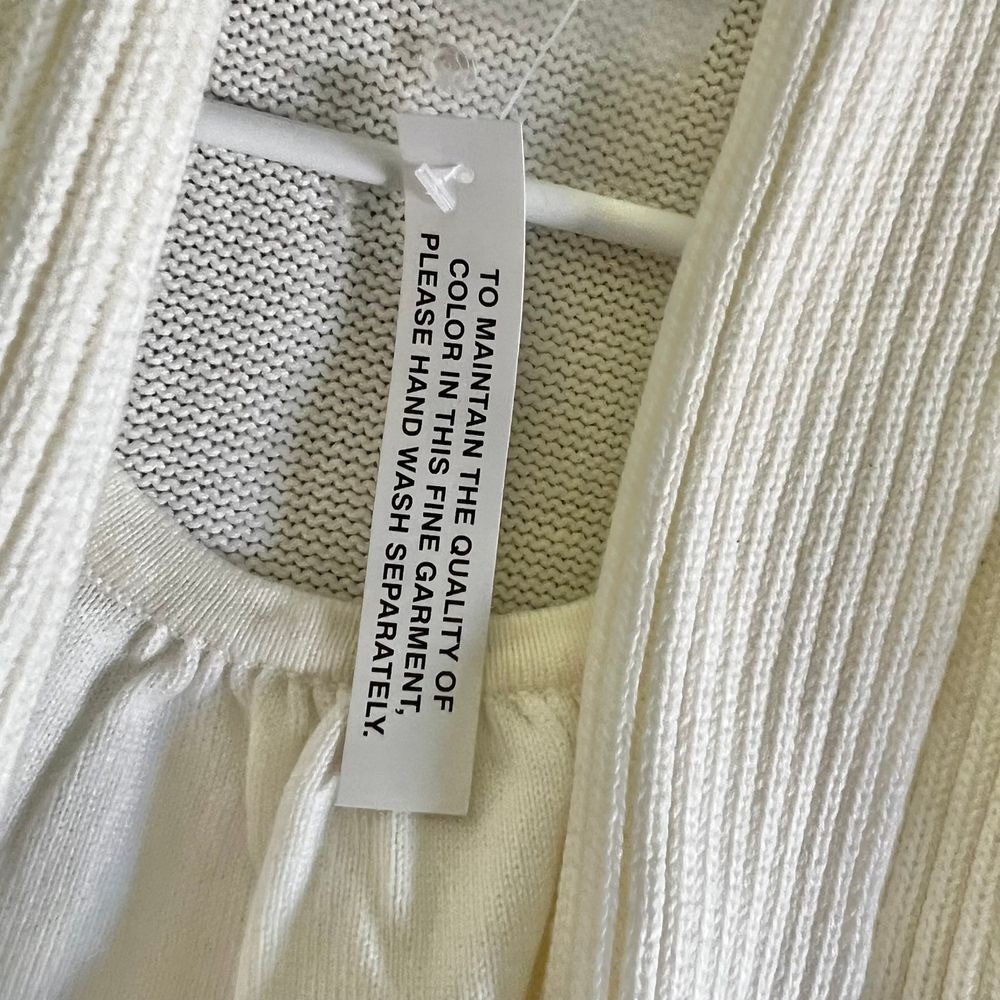 TO MAINTAIN THE QUALITY OF
COLOR IN THIS FINE GARMENT,
PLEASE HAND WASH SEPARATELY.